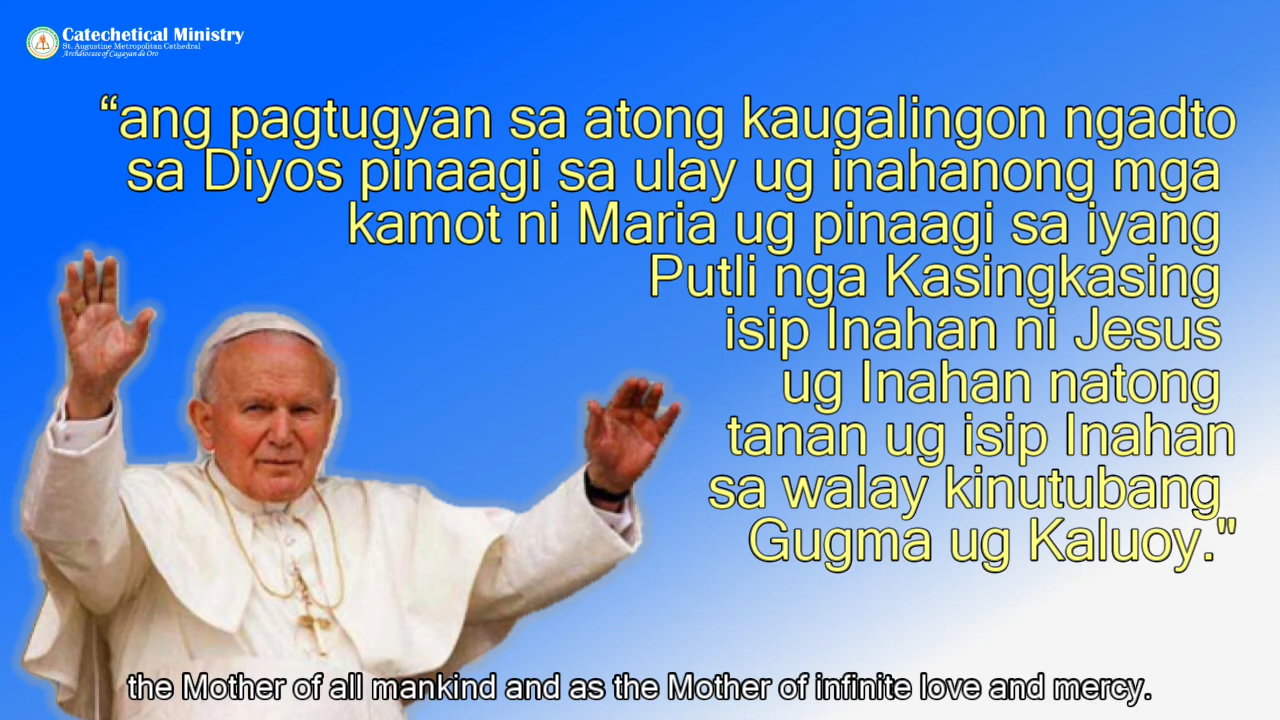 Catechetical Ministry
St. Augustine Metropolitan Cathedral
Archdiocese of Cagayan de Oro
“ang pagtugyan sa atong kaugalingon ngadto
sa Diyos pinaagi sa ulay ug inahanong mga
kamot ni Maria ug pinaagi sa iyang
Putli nga Kasingkasing
isip Inahan ni Jesus
ug Inahan natong
tanan ug isip Inahan
sa walay kinutubang
Gugma ug Kaluoy."
the Mother of all mankind and as the Mother of infinite love and mercy.